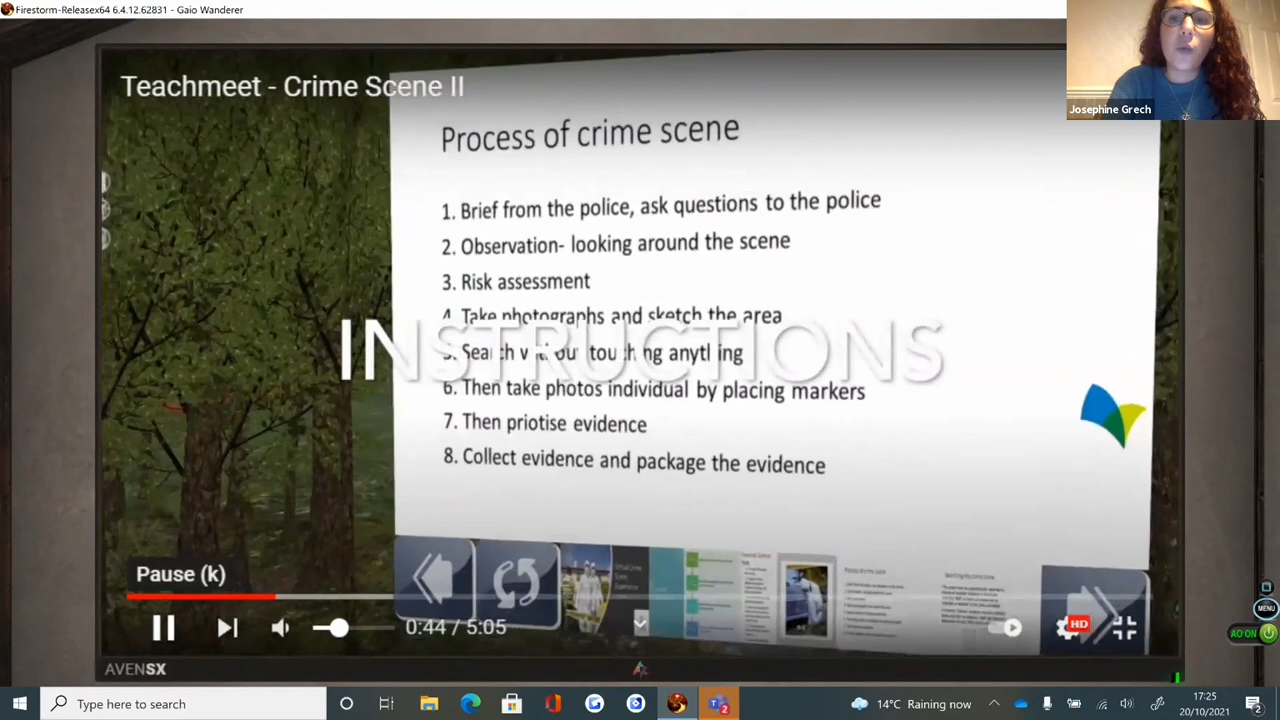 Firestorm-Releasex64 6.4.12.62831 - Gaio Wanderer
Josephine Grech
Teachmeet - Crime Scene II
Process of crime scene
1. Brief from the police, ask questions to the police
2. Observation- looking around the scene
3. Risk assessment
4. Take photographs and sketch the area
INSTRUCTIONS
5. Search without touching anything
6. Then take photos individual by placing markers
7. Then priotise evidence
8. Collect evidence and package the evidence
Pause (k)
0:44 / 5:05
HD
MENU
AO ON
AVENSX
Type here to search
2
14°C Raining now
17:25
20/10/2021
2